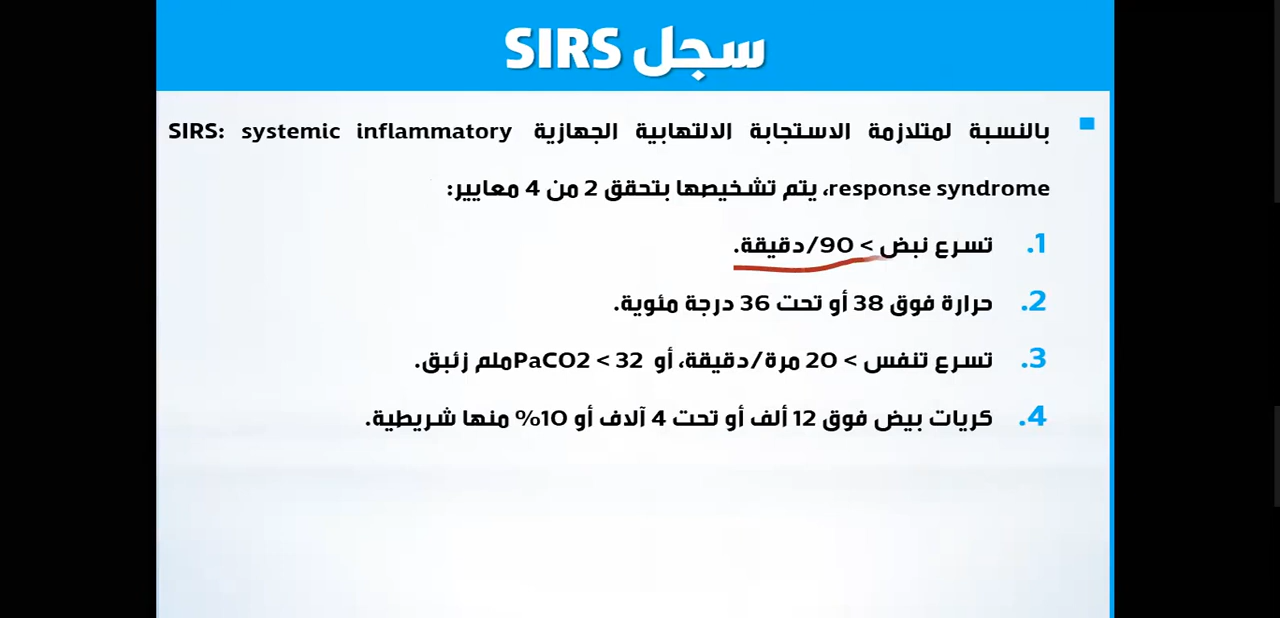 سجل SIRS
بالنسبة لمتلازمة الاستجابة الالتهابية الجهازية SIRS: systemic inflammatory
response syndrome، يتم تشخيصها بتحقق 2 من 4 معايير:
1. تسرع نبض > 90/دقيقة.
2. حرارة فوق 38 أو تحت 36 درجة مئوية.
3. تسرع تنفس > 20 مرة/دقيقة، أو PaCO2 < 32ملم زئبق.
4. كريات بيض فوق 12 ألف أو تحت 4 آلاف أو 10% منها شريطية.